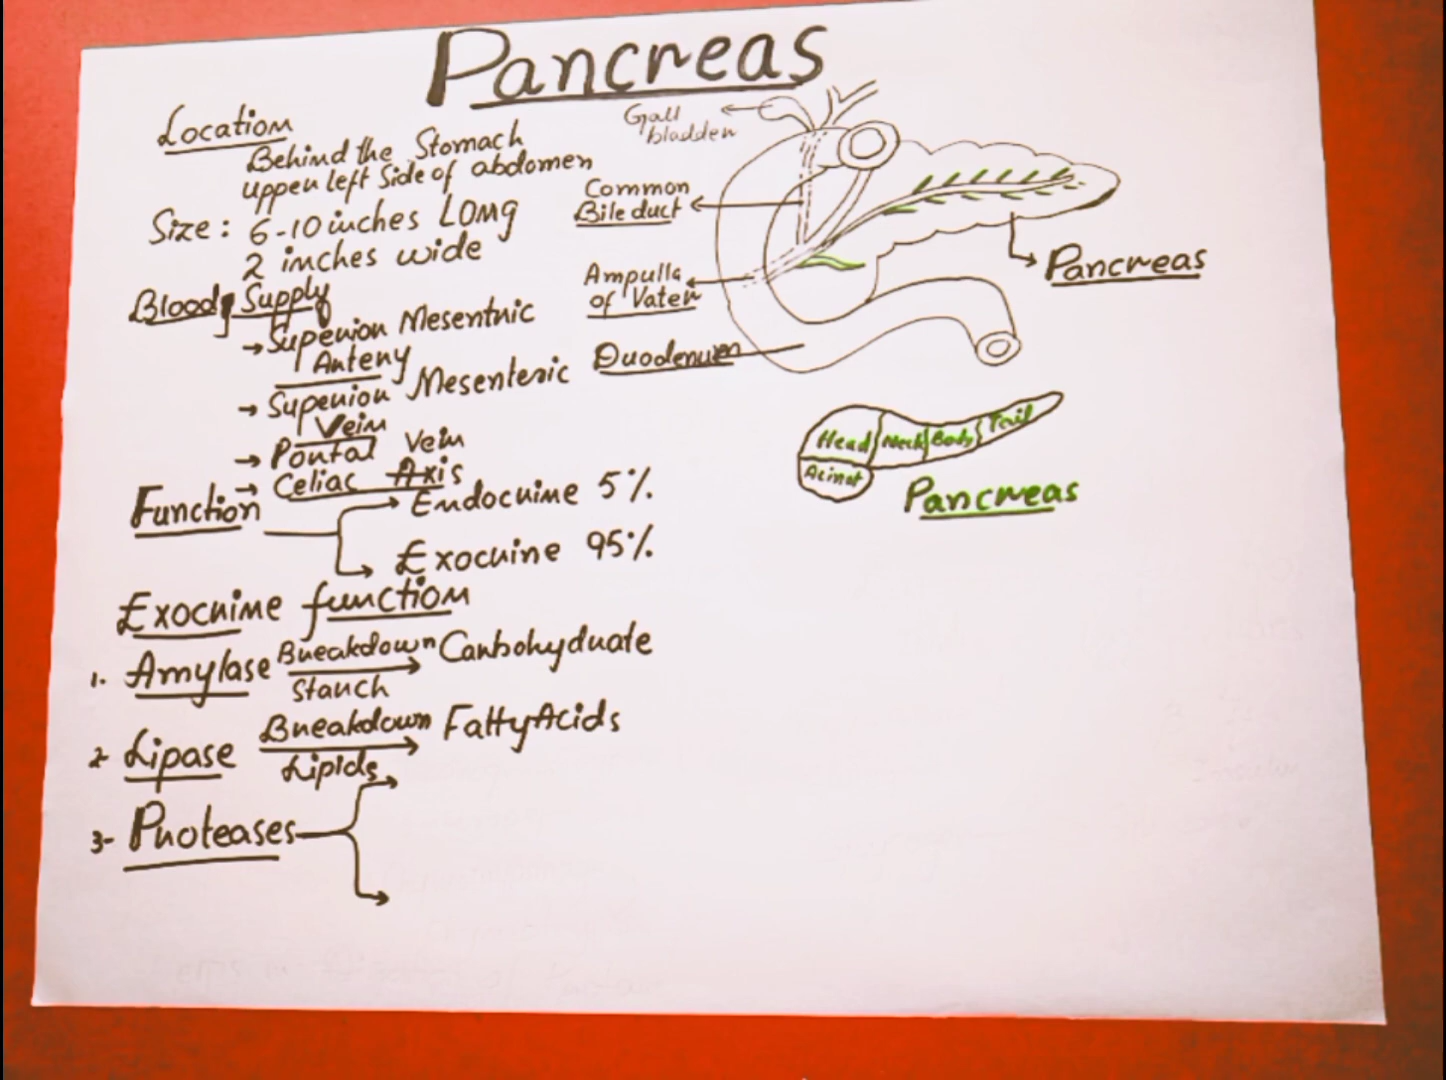 Pancreas
Location
Behind the Stomach
upper left Side of abdomen
Size: 6-10 inches LONG
2 inches wide
Blood Supply
→ Superior Mesentric
Artery
→ Superior Mesenteric
Vein
→ Portal Vein
→ Celiac Axis
Function
Endocrine 5%
Exocrine 95%
Exocrine function
1. Amylase Breakdown Carbohydrate
Starch
2 Lipase Breakdown Fatty Acids
Lipids
3- Proteases
Gall
bladder
Common
Bile duct
Ampulla
of Vater
Duodenum
Pancreas
Head Neck Body Tail
Pancreas